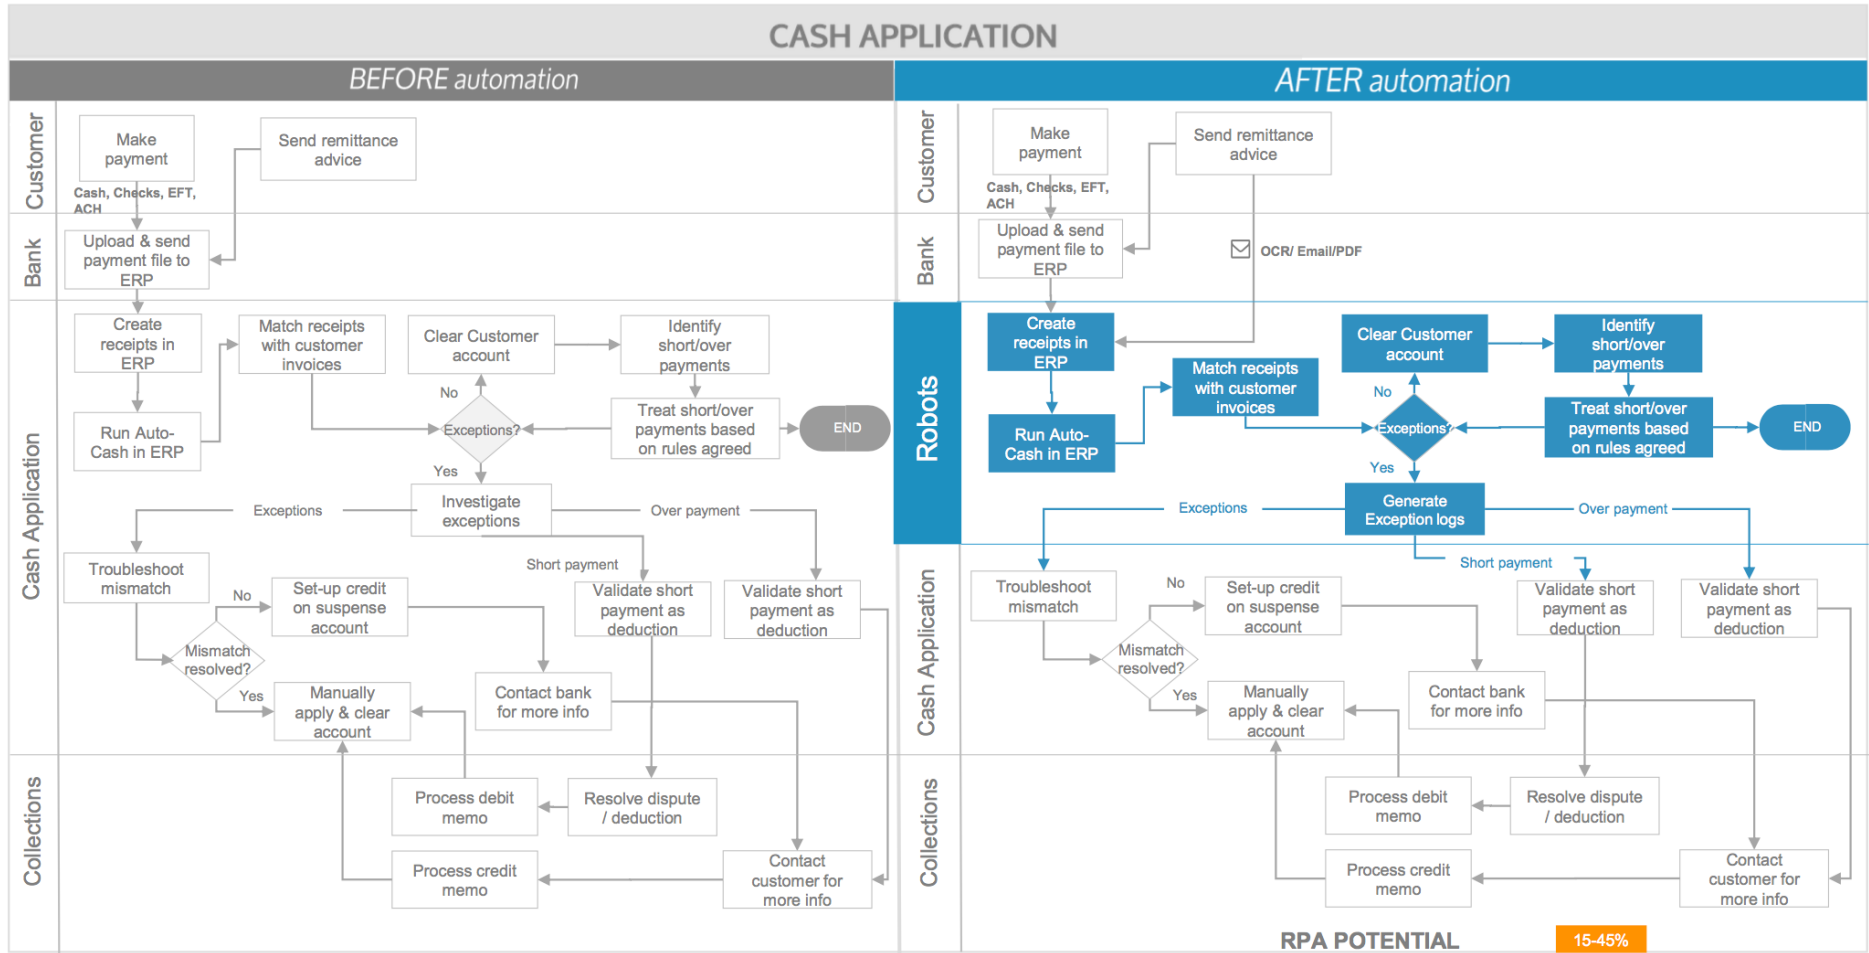 CASH APPLICATION
BEFORE automation
Customer
Make
payment
Send remittance
advice
Cash, Checks, EFT,
ACH
Bank
Upload & send
payment file to
ERP
Cash Application
Create
receipts in
ERP
Match receipts
with customer
invoices
Clear Customer
account
Identify
short/over
payments
No
Run Auto-
Cash in ERP
Exceptions?
Treat short/over
payments based
on rules agreed
END
Yes
Investigate
exceptions
Exceptions
Over payment
Short payment
Troubleshoot
mismatch
No
Set-up credit
on suspense
account
Validate short
payment as
deduction
Validate short
payment as
deduction
Mismatch
resolved?
Yes
Manually
apply & clear
account
Contact bank
for more info
Collections
Process debit
memo
Resolve dispute
/ deduction
Process credit
memo
Contact
customer for
more info
AFTER automation
Customer
Make
payment
Send remittance
advice
Cash, Checks, EFT,
ACH
Bank
Upload & send
payment file to
ERP
OCR/ Email/PDF
Robots
Create
receipts in
ERP
Match receipts
with customer
invoices
Clear Customer
account
Identify
short/over
payments
No
Run Auto-
Cash in ERP
Exceptions?
Treat short/over
payments based
on rules agreed
END
Yes
Generate
Exception logs
Exceptions
Over payment
Short payment
Cash Application
Troubleshoot
mismatch
No
Set-up credit
on suspense
account
Validate short
payment as
deduction
Validate short
payment as
deduction
Mismatch
resolved?
Yes
Manually
apply & clear
account
Contact bank
for more info
Collections
Process debit
memo
Resolve dispute
/ deduction
Process credit
memo
Contact
customer for
more info
RPA POTENTIAL
15-45%